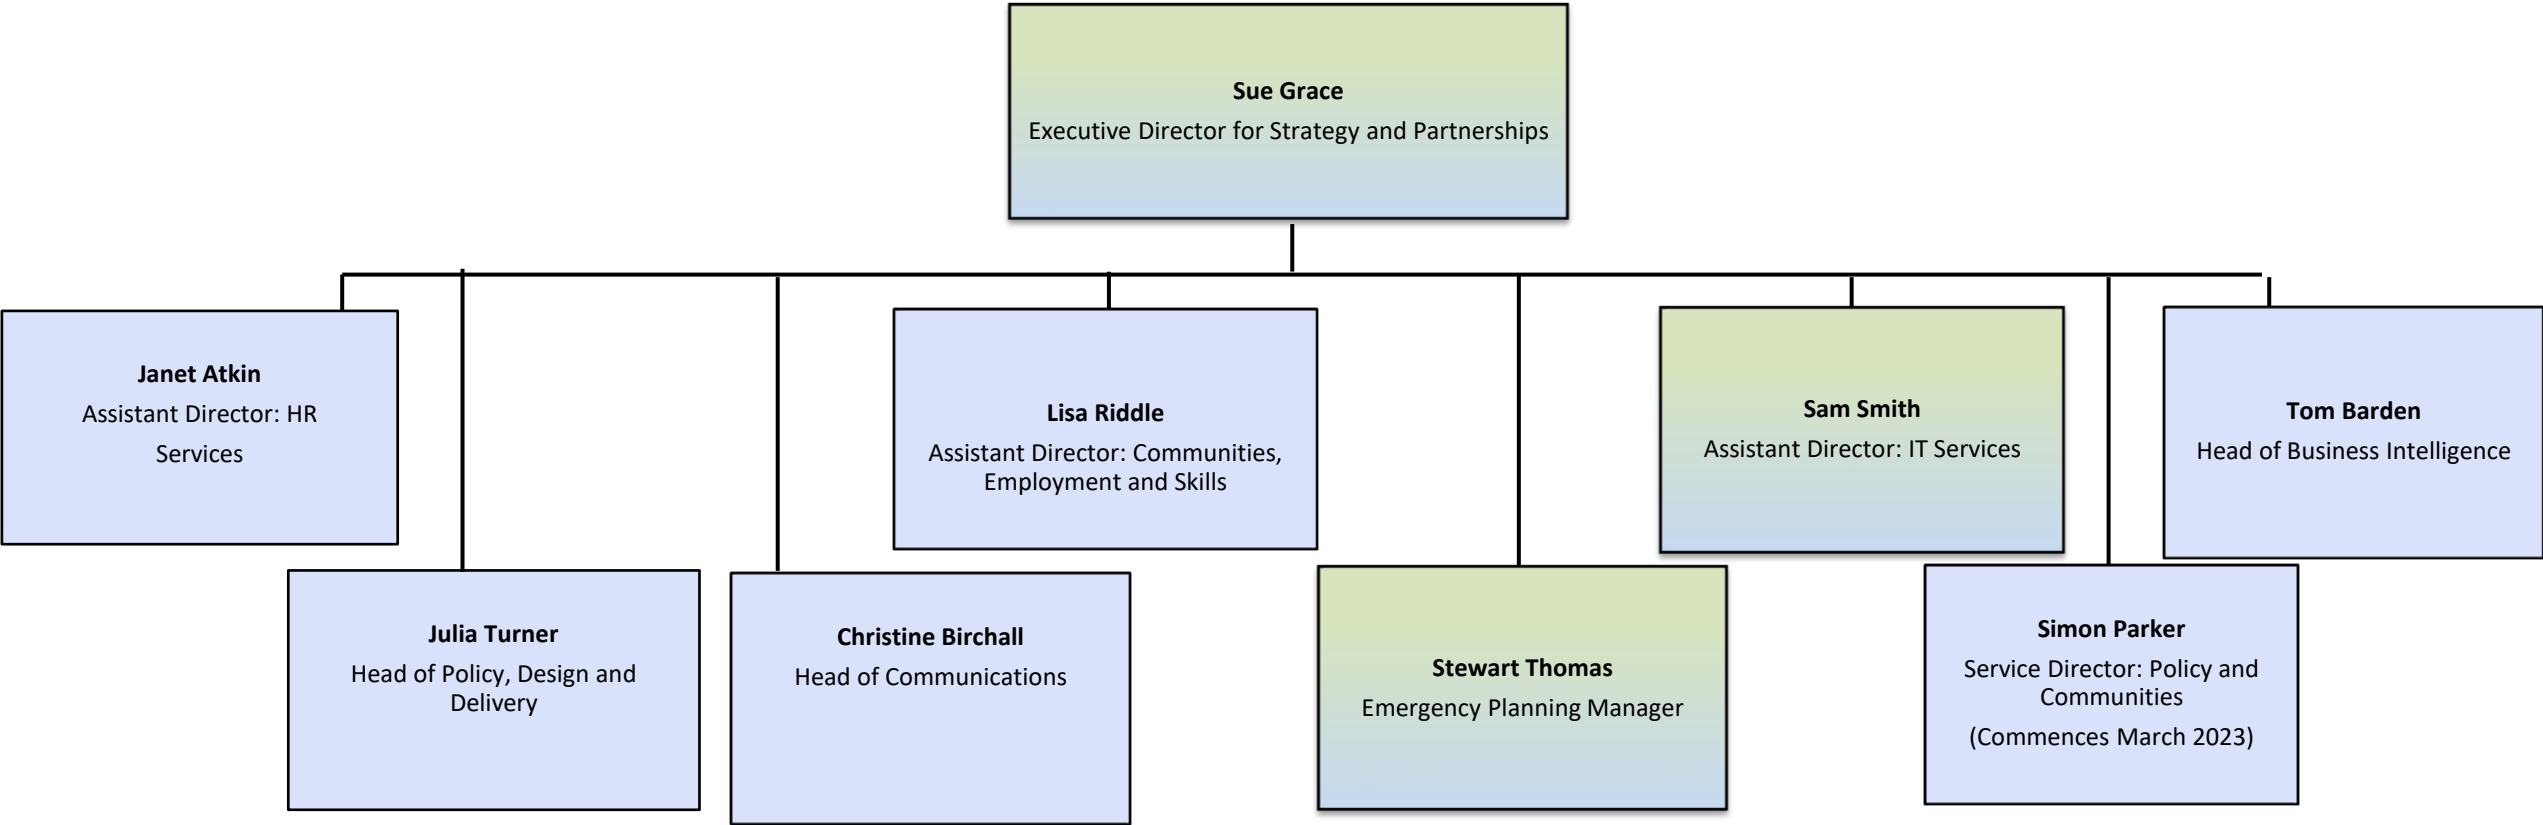 Sue Grace
Executive Director for Strategy and Partnerships
Janet Atkin
Assistant Director: HR
Services
Lisa Riddle
Assistant Director: Communities,
Employment and Skills
Sam Smith
Assistant Director: IT Services
Tom Barden
Head of Business Intelligence
Julia Turner
Head of Policy, Design and
Delivery
Christine Birchall
Head of Communications
Stewart Thomas
Emergency Planning Manager
Simon Parker
Service Director: Policy and
Communities
(Commences March 2023)